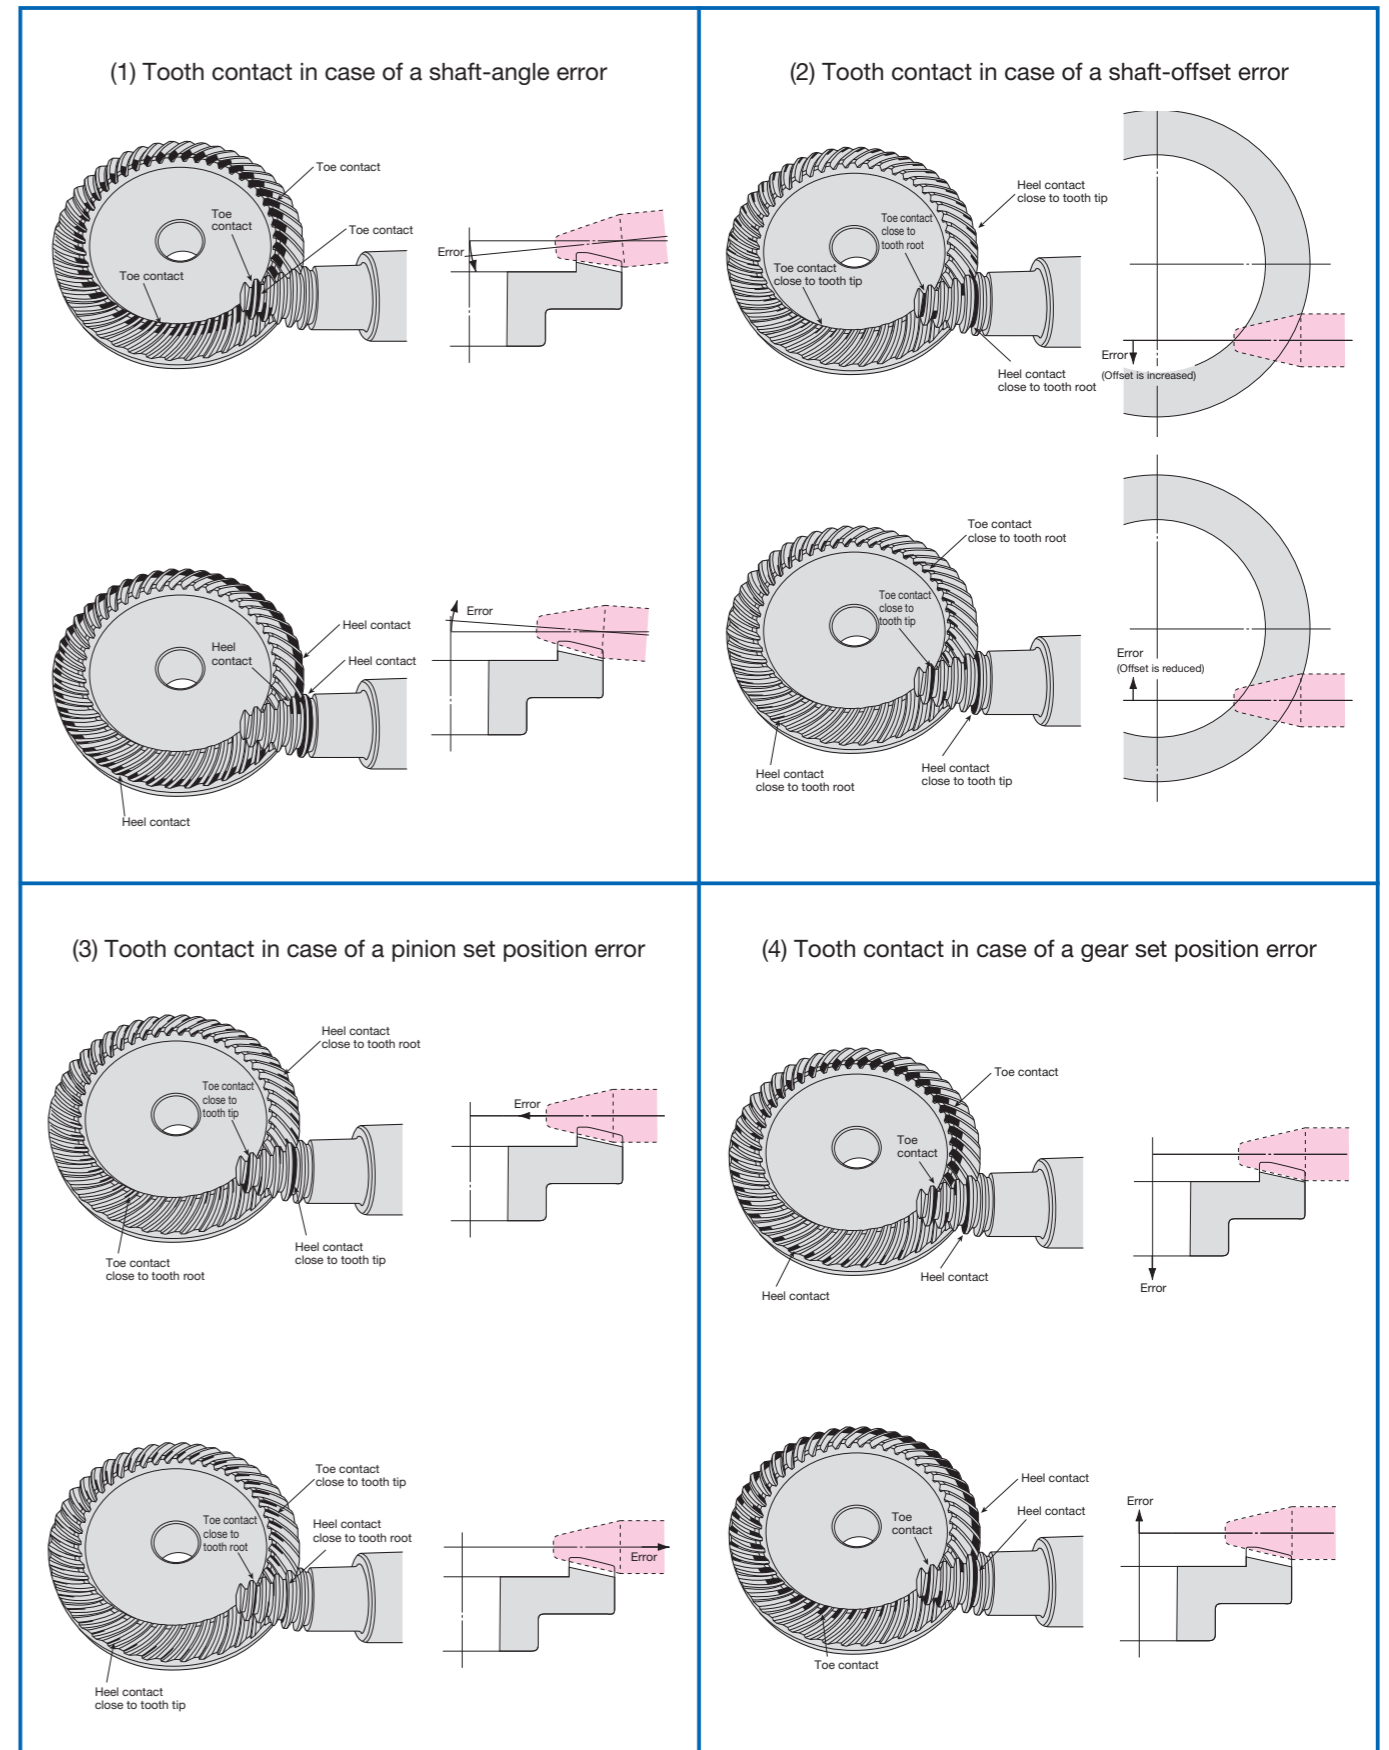 (1) Tooth contact in case of a shaft-angle error
Toe contact
Toe
contact
Toe contact
Toe contact
Error
Heel contact
Heel
contact
Heel contact
Error
Heel contact
(2) Tooth contact in case of a shaft-offset error
Heel contact
close to tooth tip
Toe contact
close to
tooth root
Toe contact
close to tooth tip
Heel contact
close to tooth root
Error
(Offset is increased)
Toe contact
close to tooth root
Toe contact
close to
tooth tip
Heel contact
close to tooth root
Heel contact
close to tooth tip
Error
(Offset is reduced)
(3) Tooth contact in case of a pinion set position error
Heel contact
close to tooth root
Toe contact
close to
tooth tip
Error
Heel contact
close to tooth tip
Toe contact
close to tooth root
Toe contact
close to tooth tip
Toe contact
close to
tooth root
Heel contact
close to tooth root
Error
Heel contact
close to tooth tip
(4) Tooth contact in case of a gear set position error
Toe contact
Toe
contact
Heel contact
Heel contact
Error
Heel contact
Heel contact
Toe
contact
Error
Toe contact